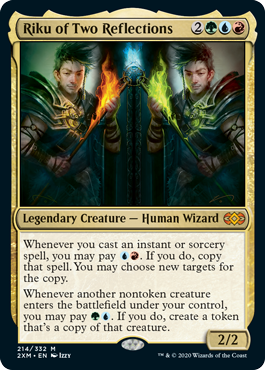 Riku of Two Reflections 2
Legendary Creature — Human Wizard
Whenever you cast an instant or sorcery
spell, you may pay . If you do, copy
that spell. You may choose new targets for
the copy.
Whenever another nontoken creature
enters the battlefield under your control,
you may pay . If you do, create a token
that's a copy of that creature.
2/2
214/332 M
2XM • EN Izzy
™ & © 2020 Wizards of the Coast